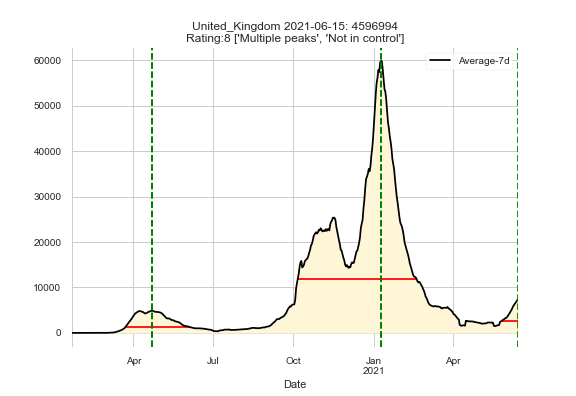 United_Kingdom 2021-06-15: 4596994
Rating:8 ['Multiple peaks', 'Not in control']
Average-7d
60000
50000
40000
30000
20000
10000
0
Apr Jul Oct Jan Apr
2021
Date